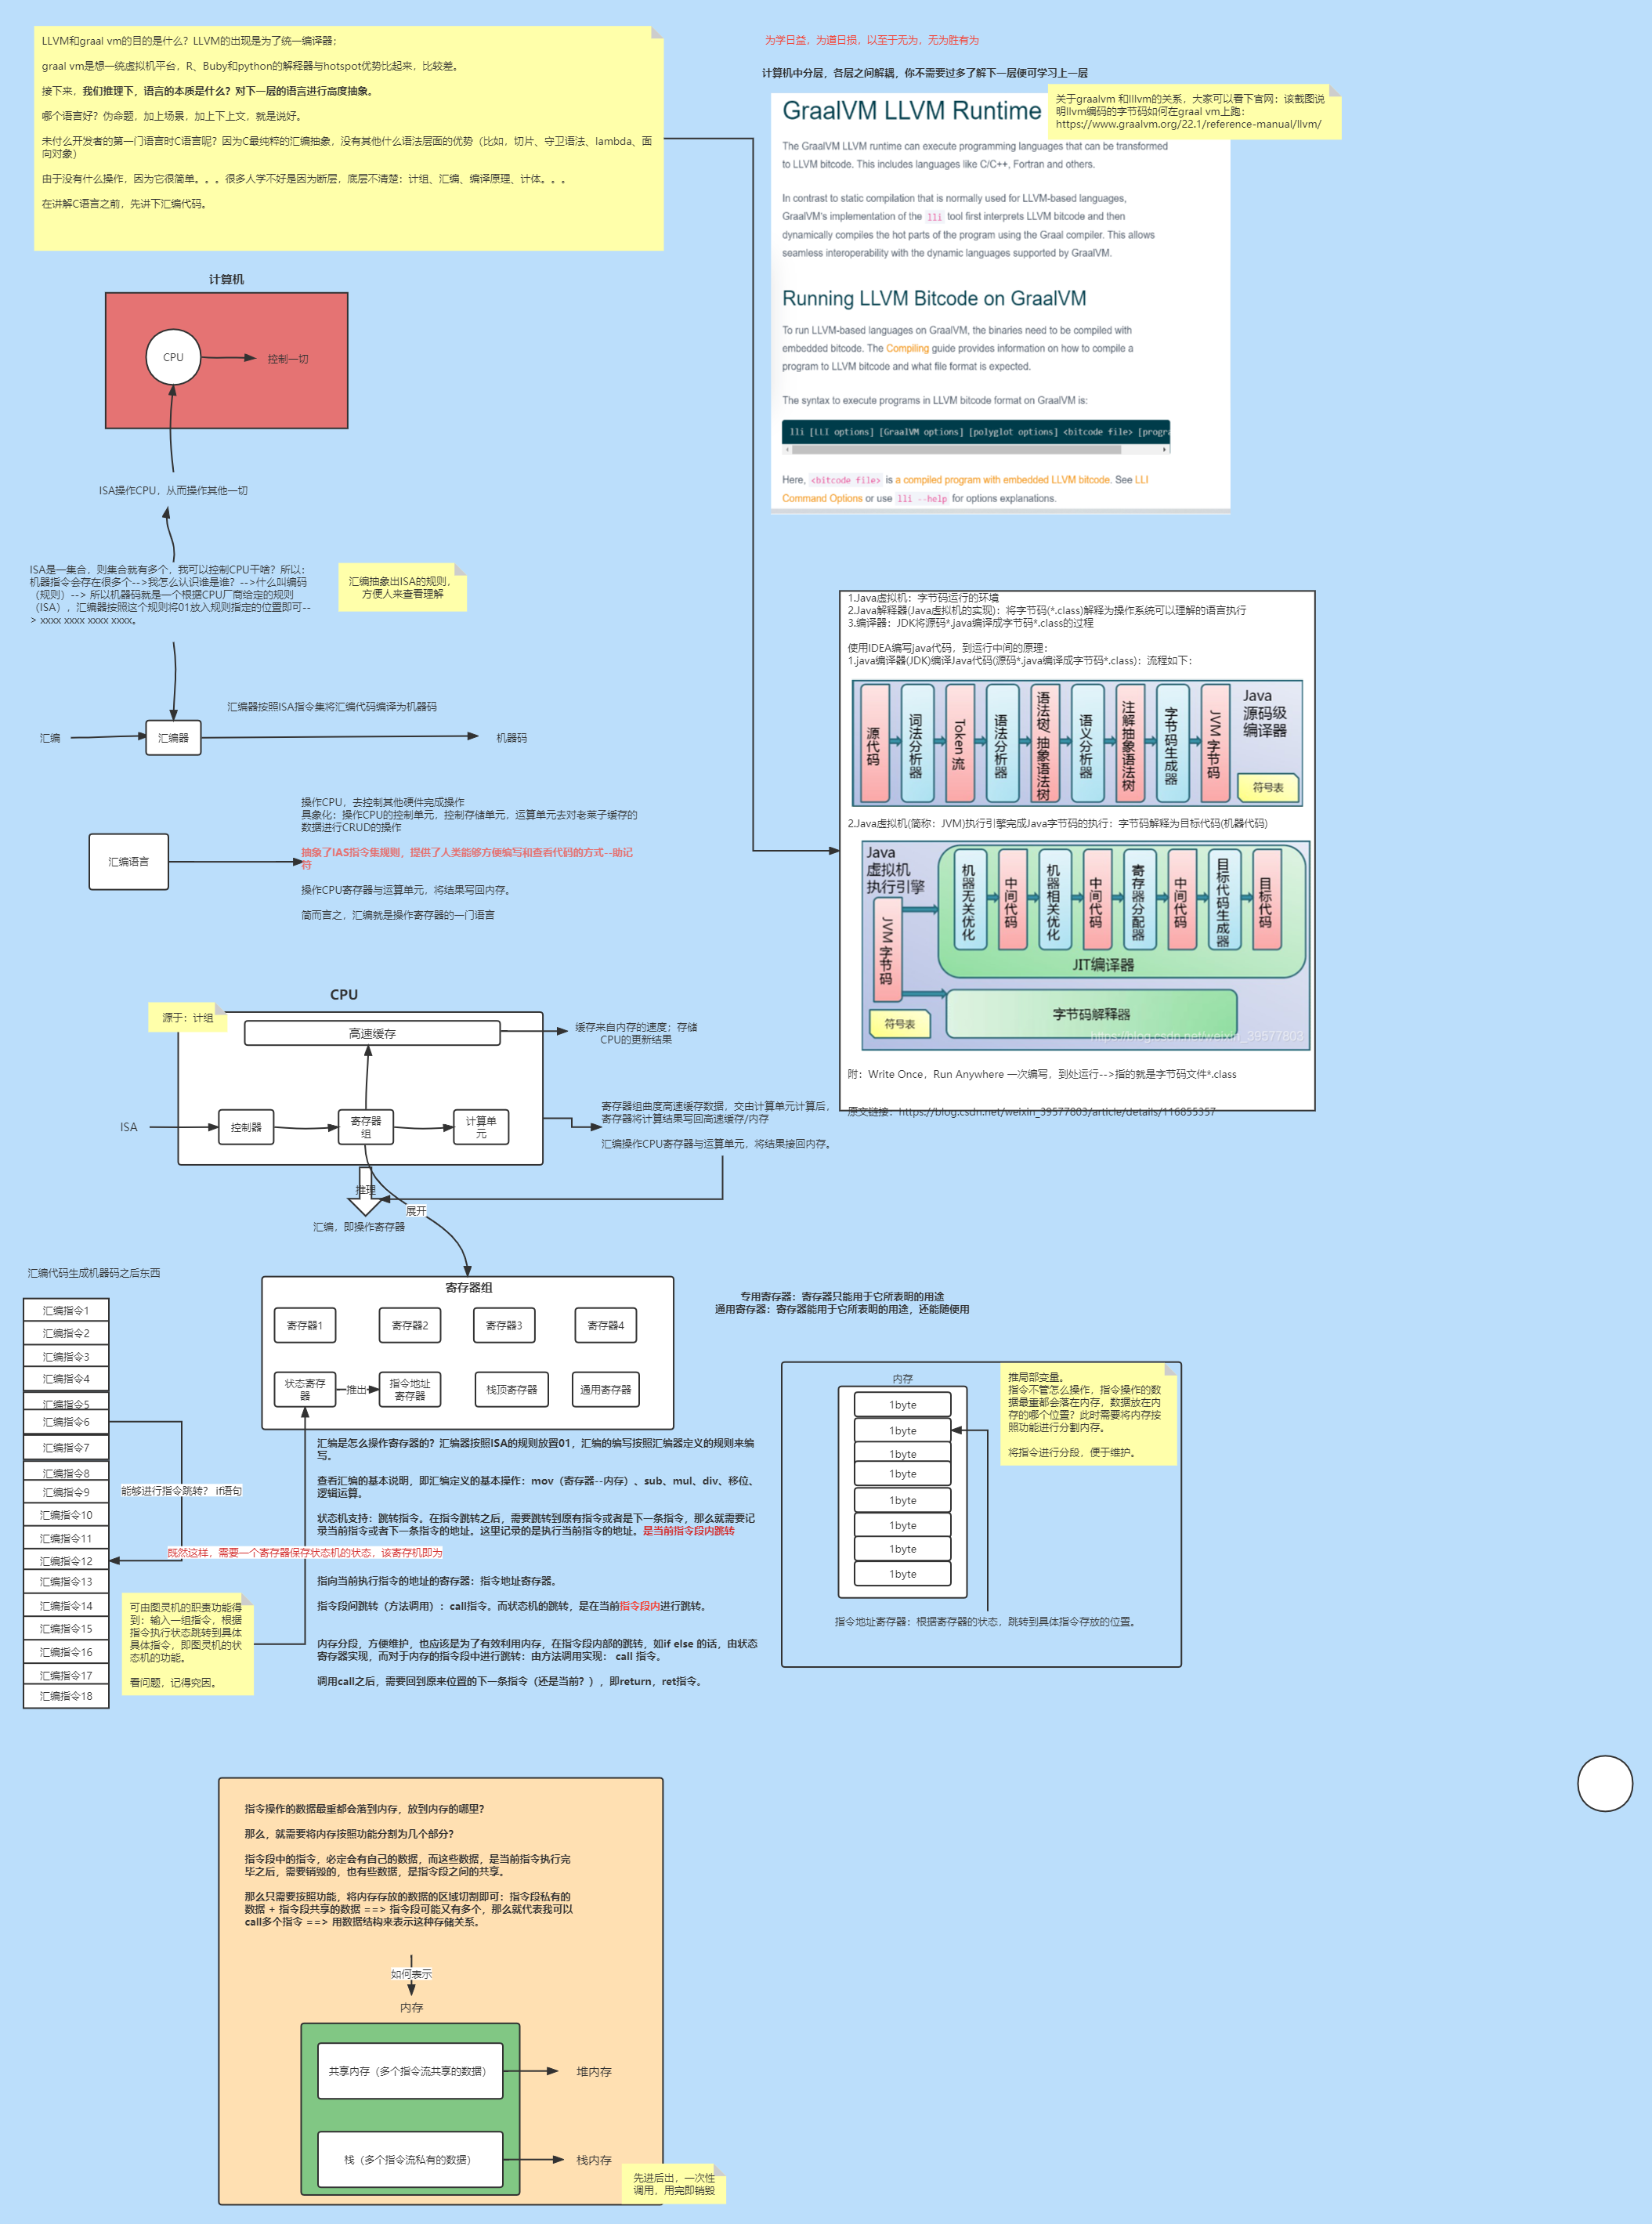 LLVM和graal vm的目的是什么？LLVM的出现是为了统一编译器；
graal vm是想一统虚拟机平台，R、Buby和python的解释器与hotspot优势比起来，比较差。
接下来，我们推理下，语言的本质是什么？对下一层的语言进行高度抽象。
哪个语言好？伪命题，加上场景，加上下上文，就是说好。
未什么开发者的第一门语言时C语言呢？因为C最纯粹的汇编抽象，没有其他什么语法层面的优势（比如，切片、守卫语法、lambda、面
向对象）
由于没有什么操作，因为它很简单。。。很多人学不好是因为断层，底层不清楚：计组、汇编、编译原理、计体。。。
在讲解C语言之前，先讲下汇编代码。
为学日益，为道日损，以至于无为，无为胜有为
计算机中分层，各层之间解耦，你不需要过多了解下一层便可学习上一层
关于graalvm 和lllvm的关系，大家可以看下官网：该截图说
明llvm编码的字节码如何在graal vm上跑：
https://www.graalvm.org/22.1/reference-manual/llvm/
GraalVM LLVM Runtime
The GraalVM LLVM runtime can execute programming languages that can be transformed
to LLVM bitcode. This includes languages like C/C++, Fortran and others.
In contrast to static compilation that is normally used for LLVM-based languages,
GraalVM's implementation of the lli tool first interprets LLVM bitcode and then
dynamically compiles the hot parts of the program using the Graal compiler. This allows
seamless interoperability with the dynamic languages supported by GraalVM.
Running LLVM Bitcode on GraalVM
To run LLVM-based languages on GraalVM, the binaries need to be compiled with
embedded bitcode. The Compiling guide provides information on how to compile a
program to LLVM bitcode and what file format is expected.
The syntax to execute programs in LLVM bitcode format on GraalVM is:
lli [LLI options] [GraalVM options] [polyglot options] <bitcode file> [progra
Here, <bitcode file> is a compiled program with embedded LLVM bitcode. See LLI
Command Options or use lli --help for options explanations.
计算机
CPU
控制一切
ISA操作CPU，从而操作其他一切
ISA是一集合，则集合就有多个，我可以控制CPU干啥？所以：
机器指令会存在很多个-->我怎么认识谁是谁？-->什么叫编码
（规则）--> 所以机器码就是一个根据CPU厂商给定的规则
（ISA），汇编器按照这个规则将01放入规则指定的位置即可--
> xxxx xxxx xxxx xxxx。
汇编抽象出ISA的规则，
方便人来查看理解
汇编器按照ISA指令集将汇编代码编译为机器码
汇编
汇编器
机器码
操作CPU，去控制其他硬件完成操作
具象化：操作CPU的控制单元，控制存储单元，运算单元去对老莱子缓存的
数据进行CRUD的操作
抽象了IAS指令集规则，提供了人类能够方便编写和查看代码的方式--助记
符
操作CPU寄存器与运算单元，将结果写回内存。
简而言之，汇编就是操作寄存器的一门语言
汇编语言
1.Java虚拟机：字节码运行的环境
2.Java解释器(Java虚拟机的实现)：将字节码(*.class)解释为操作系统可以理解的语言执行
3.编译器：JDK将源码*.java编译成字节码*.class的过程
使用IDEA编写java代码，到运行中间的原理：
1.java编译器(JDK)编译Java代码(源码*.java编译成字节码*.class)：流程如下：
源代码
词法分析器
Token 流
语法分析器
语法树/ 抽象语法树
语义分析器
注解抽象语法树
字节码生成器
JVM 字节码
Java
源码级
编译器
符号表
2.Java虚拟机(简称：JVM)执行引擎完成Java字节码的执行：字节码解释为目标代码(机器代码)
Java
虚拟机
执行引擎
JVM 字节码
机器无关优化
中间代码
机器相关优化
中间代码
寄存器分配器
中间代码
目标代码生成器
目标代码
JIT编译器
字节码解释器
符号表
https://blog.csdn.net/weixin_39577803
附：Write Once，Run Anywhere 一次编写，到处运行-->指的就是字节码文件*.class
原文链接：https://blog.csdn.net/weixin_39577803/article/details/116855357
CPU
源于：计组
高速缓存
缓存来自内存的速度；存储
CPU的更新结果
ISA
控制器
寄存器
组
计算单
元
寄存器组曲度高速缓存数据，交由计算单元计算后，
寄存器将计算结果写回高速缓存/内存
汇编操作CPU寄存器与运算单元，将结果接回内存。
推理
展开
汇编，即操作寄存器
汇编代码生成机器码之后东西
汇编指令1
汇编指令2
汇编指令3
汇编指令4
汇编指令5
汇编指令6
汇编指令7
汇编指令8
汇编指令9
汇编指令10
汇编指令11
汇编指令12
汇编指令13
汇编指令14
汇编指令15
汇编指令16
汇编指令17
汇编指令18
能够进行指令跳转？ if语句
既然这样，需要一个寄存器保存状态机的状态，该寄存机即为
可由图灵机的职责功能得
到：输入一组指令，根据
指令执行状态跳转到具体
具体指令，即图灵机的状
态机的功能。
看问题，记得究因。
寄存器组
寄存器1
寄存器2
寄存器3
寄存器4
状态寄存
器
推出
指令地址
寄存器
栈顶寄存器
通用寄存器
专用寄存器：寄存器只能用于它所表明的用途
通用寄存器：寄存器能用于它所表明的用途，还能随便用
汇编是怎么操作寄存器的？汇编器按照ISA的规则放置01，汇编的编写按照汇编器定义的规则来编
写。
查看汇编的基本说明，即汇编定义的基本操作：mov（寄存器--内存）、sub、mul、div、移位、
逻辑运算。
状态机支持：跳转指令。在指令跳转之后，需要跳转到原有指令或者是下一条指令，那么就需要记
录当前指令或者下一条指令的地址。这里记录的是执行当前指令的地址。是当前指令段内跳转
指向当前执行指令的地址的寄存器：指令地址寄存器。
指令段间跳转（方法调用）：call指令。而状态机的跳转，是在当前指令段内进行跳转。
内存分段，方便维护，也应该是为了有效利用内存，在指令段内部的跳转，如if else 的话，由状态
寄存器实现，而对于内存的指令段中进行跳转：由方法调用实现： call 指令。
调用call之后，需要回到原来位置的下一条指令（还是当前？），即return，ret指令。
内存
1byte
1byte
1byte
1byte
1byte
1byte
1byte
1byte
推局部变量。
指令不管怎么操作，指令操作的数
据最重都会落在内存，数据放在内
存的哪个位置？此时需要将内存按
照功能进行分割内存。
将指令进行分段，便于维护。
指令地址寄存器：根据寄存器的状态，跳转到具体指令存放的位置。
指令操作的数据最重都会落到内存，放到内存的哪里？
那么，就需要将内存按照功能分割为几个部分？
指令段中的指令，必定会有自己的数据，而这些数据，是当前指令执行完
毕之后，需要销毁的，也有些数据，是指令段之间的共享。
那么只需要按照功能，将内存存放的数据的区域切割即可：指令段私有的
数据 + 指令段共享的数据 ==> 指令段可能又有多个，那么就代表我可以
call多个指令 ==> 用数据结构来表示这种存储关系。
如何表示
内存
共享内存（多个指令流共享的数据）
堆内存
栈（多个指令流私有的数据）
栈内存
先进后出，一次性
调用，用完即销毁